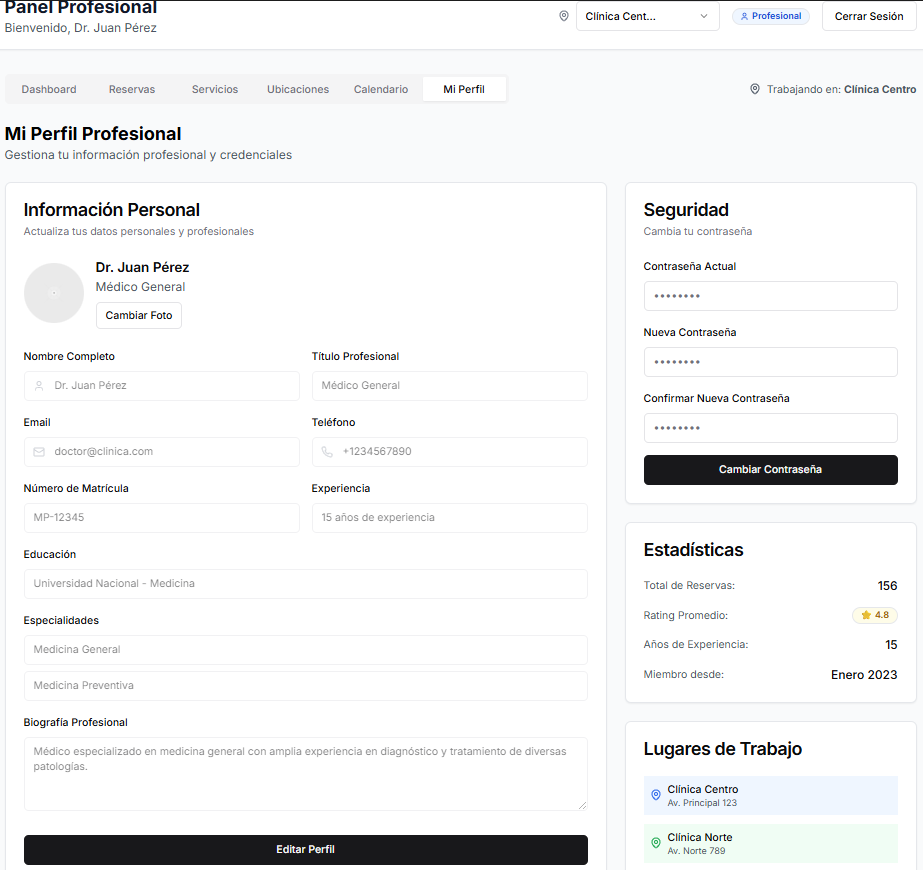 Panel Profesional
Bienvenido, Dr. Juan Pérez
Clínica Cent...
Profesional
Cerrar Sesión
Dashboard
Reservas
Servicios
Ubicaciones
Calendario
Mi Perfil
Trabajando en: Clínica Centro
Mi Perfil Profesional
Gestiona tu información profesional y credenciales
Información Personal
Actualiza tus datos personales y profesionales
Dr. Juan Pérez
Médico General
Cambiar Foto
Nombre Completo
Dr. Juan Pérez
Título Profesional
Médico General
Email
doctor@clinica.com
Teléfono
+1234567890
Número de Matrícula
MP-12345
Experiencia
15 años de experiencia
Educación
Universidad Nacional - Medicina
Especialidades
Medicina General
Medicina Preventiva
Biografía Profesional
Médico especializado en medicina general con amplia experiencia en diagnóstico y tratamiento de diversas
patologías.
Editar Perfil
Seguridad
Cambia tu contraseña
Contraseña Actual
••••••••
Nueva Contraseña
••••••••
Confirmar Nueva Contraseña
••••••••
Cambiar Contraseña
Estadísticas
Total de Reservas: 156
Rating Promedio: 4.8
Años de Experiencia: 15
Miembro desde: Enero 2023
Lugares de Trabajo
Clínica Centro
Av. Principal 123
Clínica Norte
Av. Norte 789